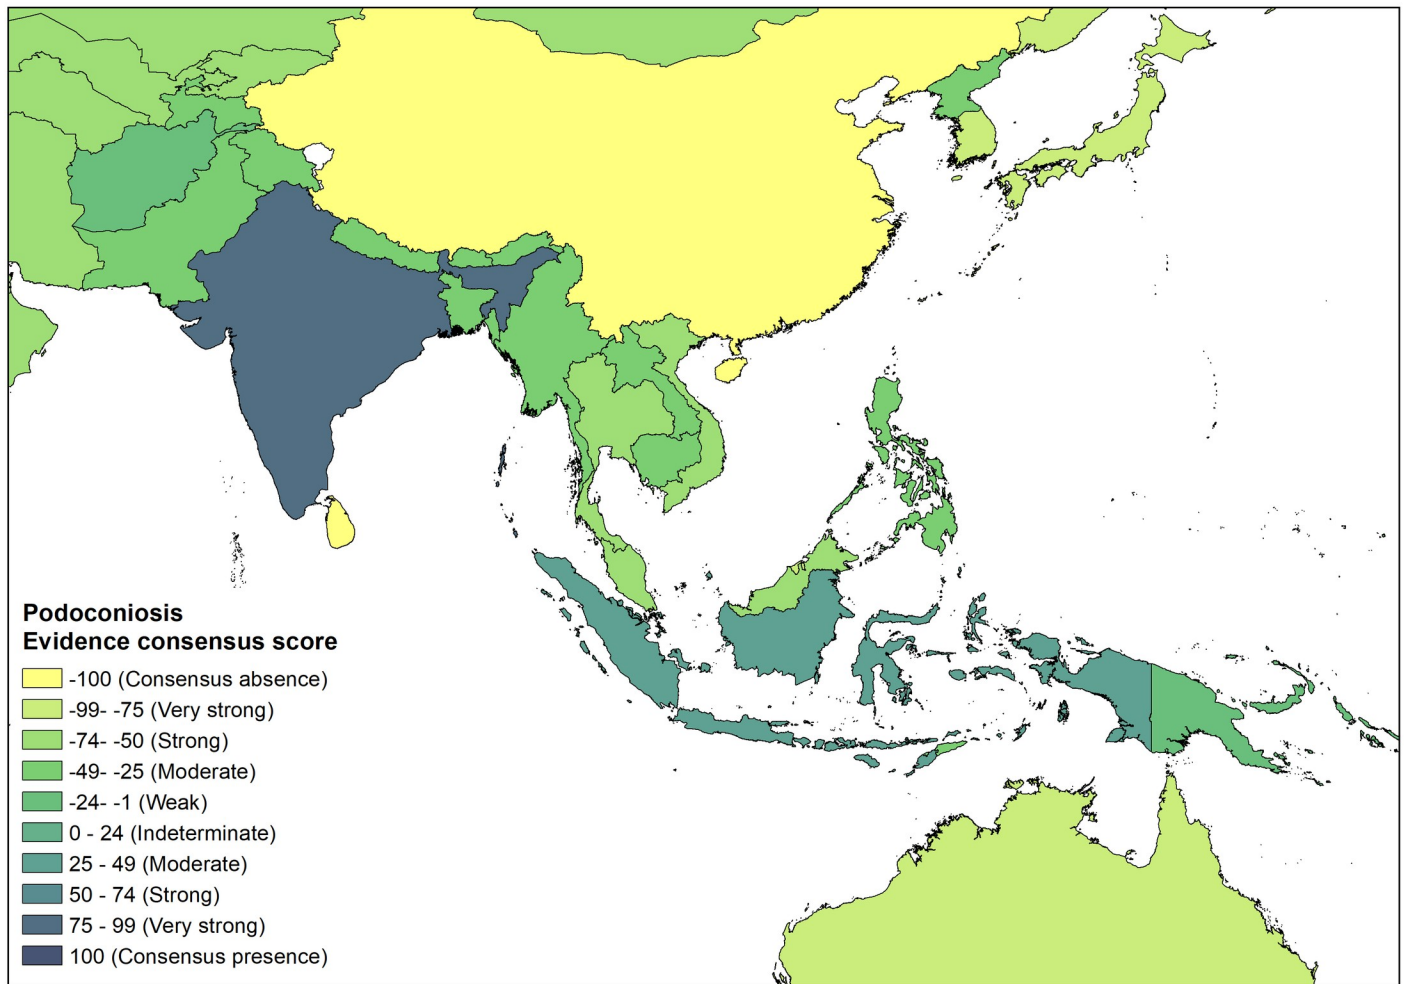 Podoconiosis
Evidence consensus score
-100 (Consensus absence)
-99- -75 (Very strong)
-74- -50 (Strong)
-49- -25 (Moderate)
-24- -1 (Weak)
0 - 24 (Indeterminate)
25 - 49 (Moderate)
50 - 74 (Strong)
75 - 99 (Very strong)
100 (Consensus presence)